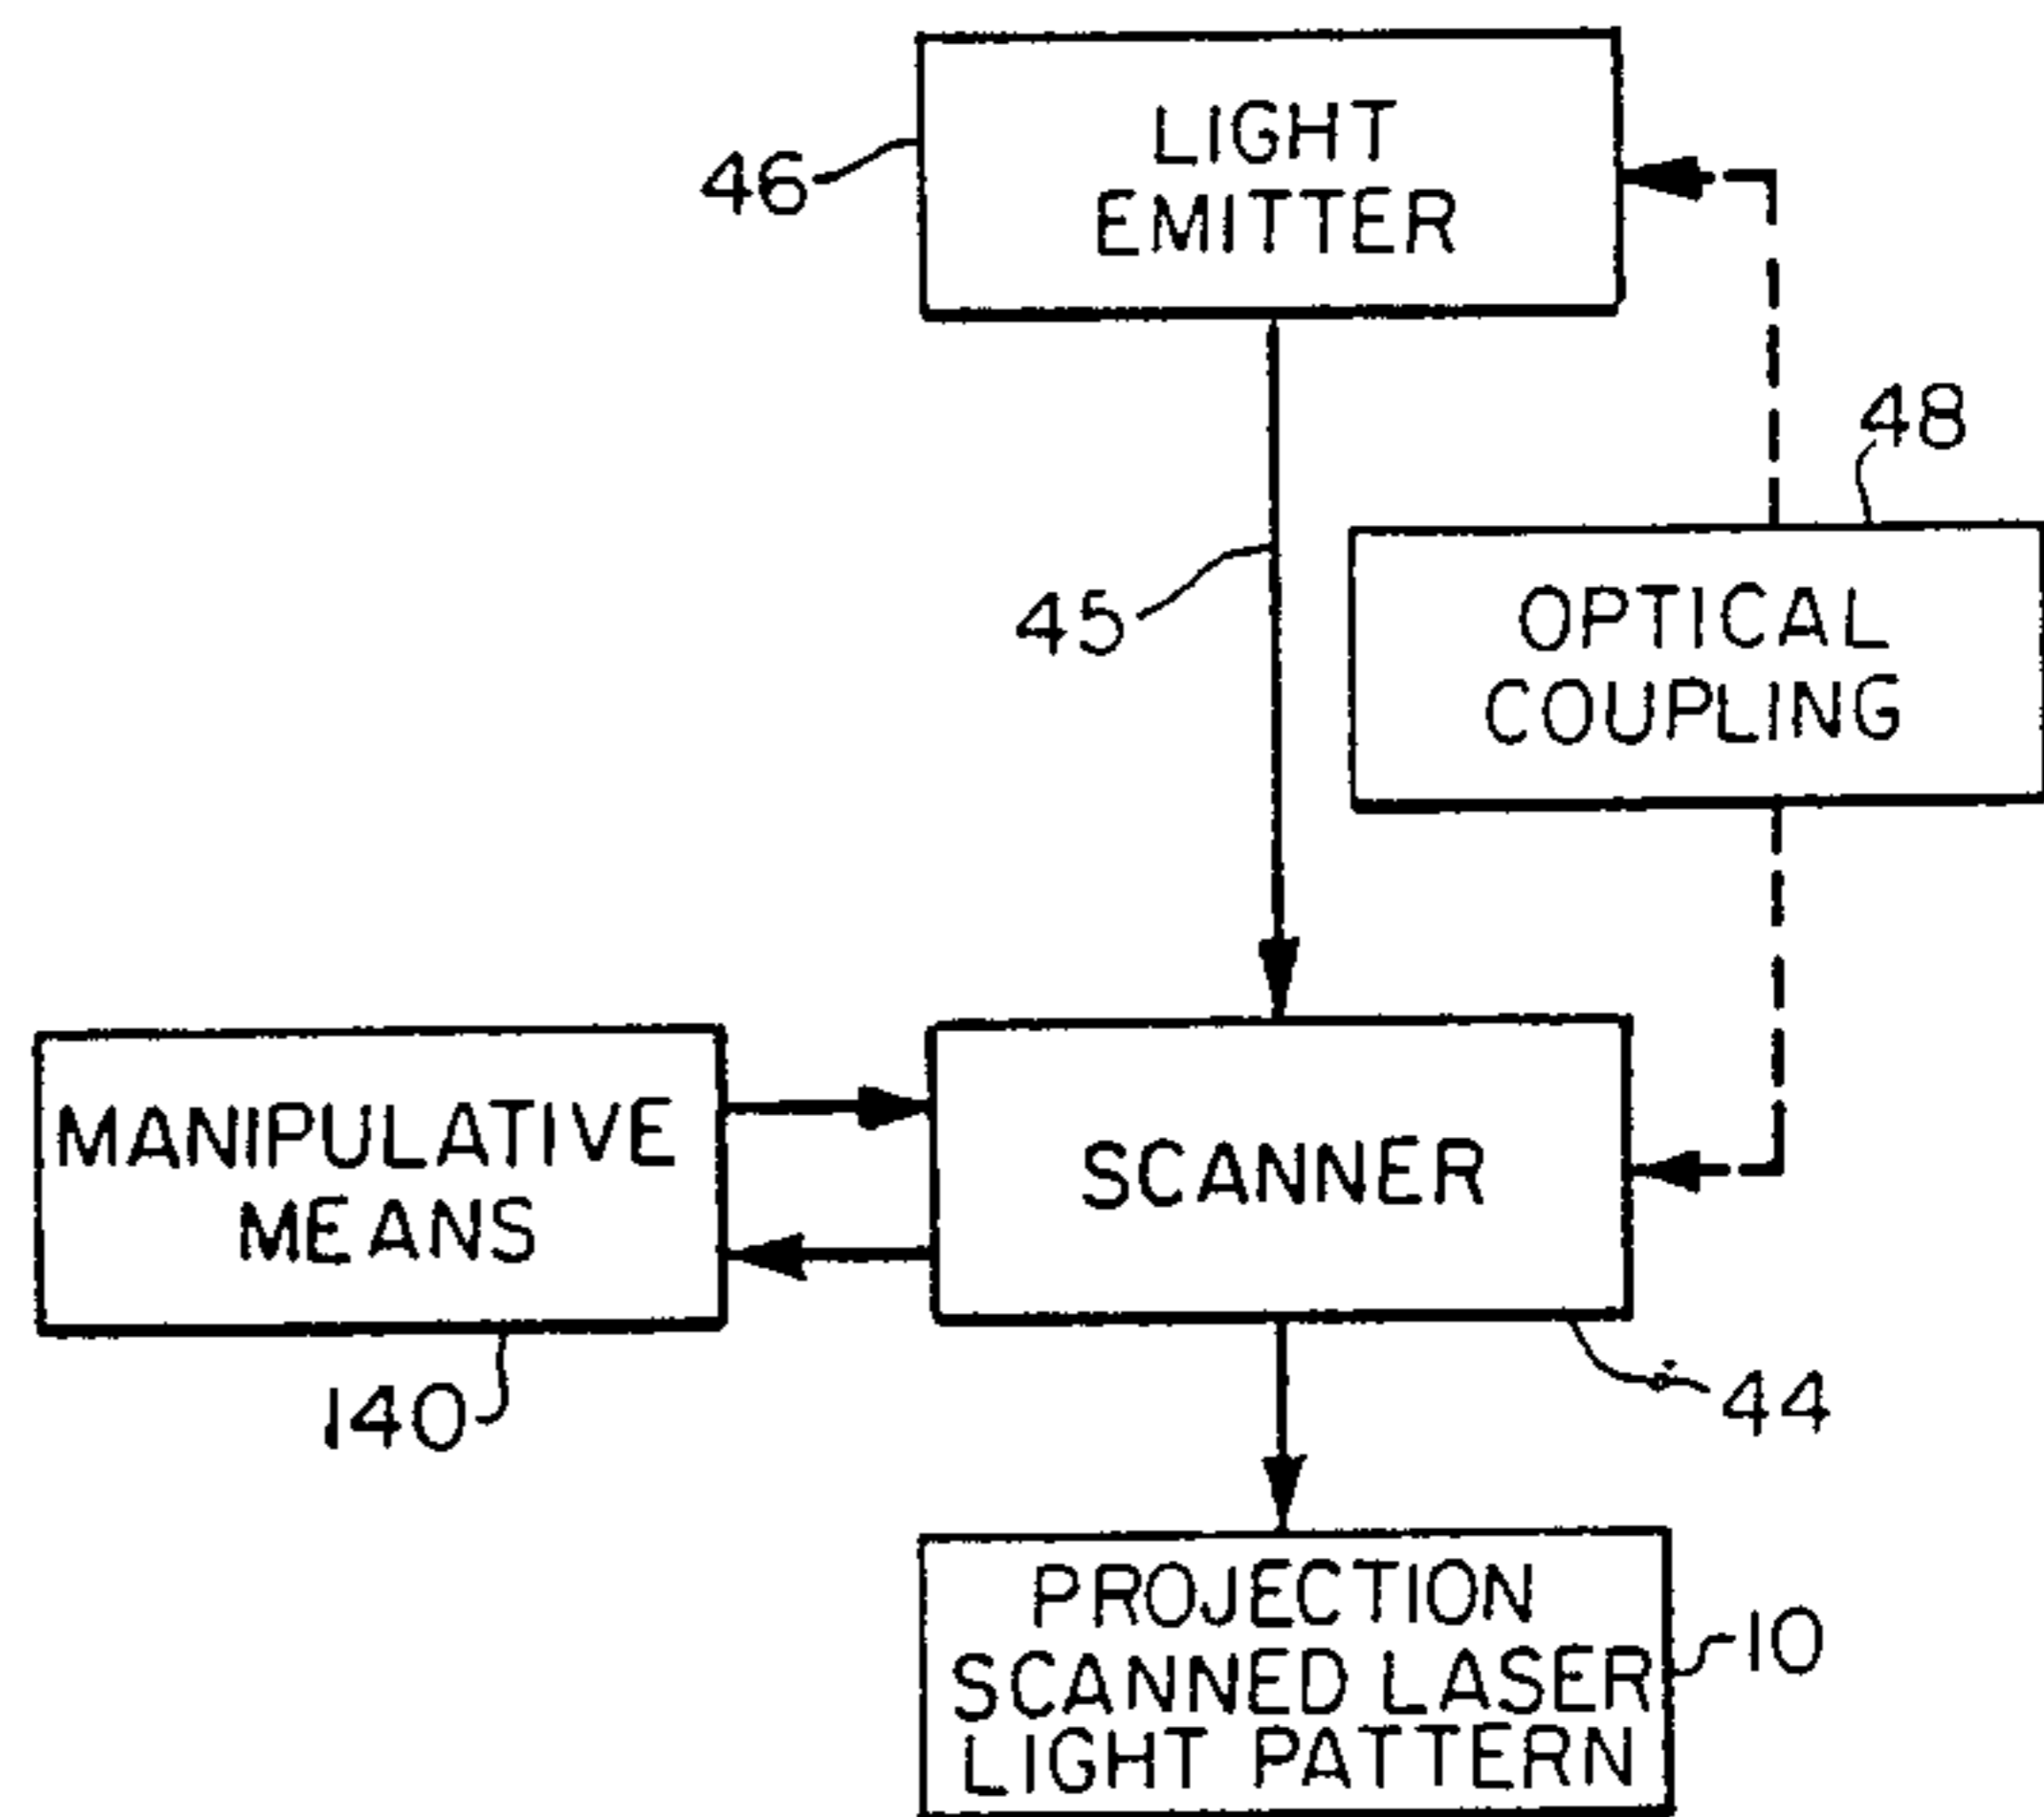 LIGHT
EMITTER
46
48
OPTICAL
COUPLING
45
MANIPULATIVE
MEANS
SCANNER
140
44
PROJECTION
SCANNED LASER
LIGHT PATTERN
10